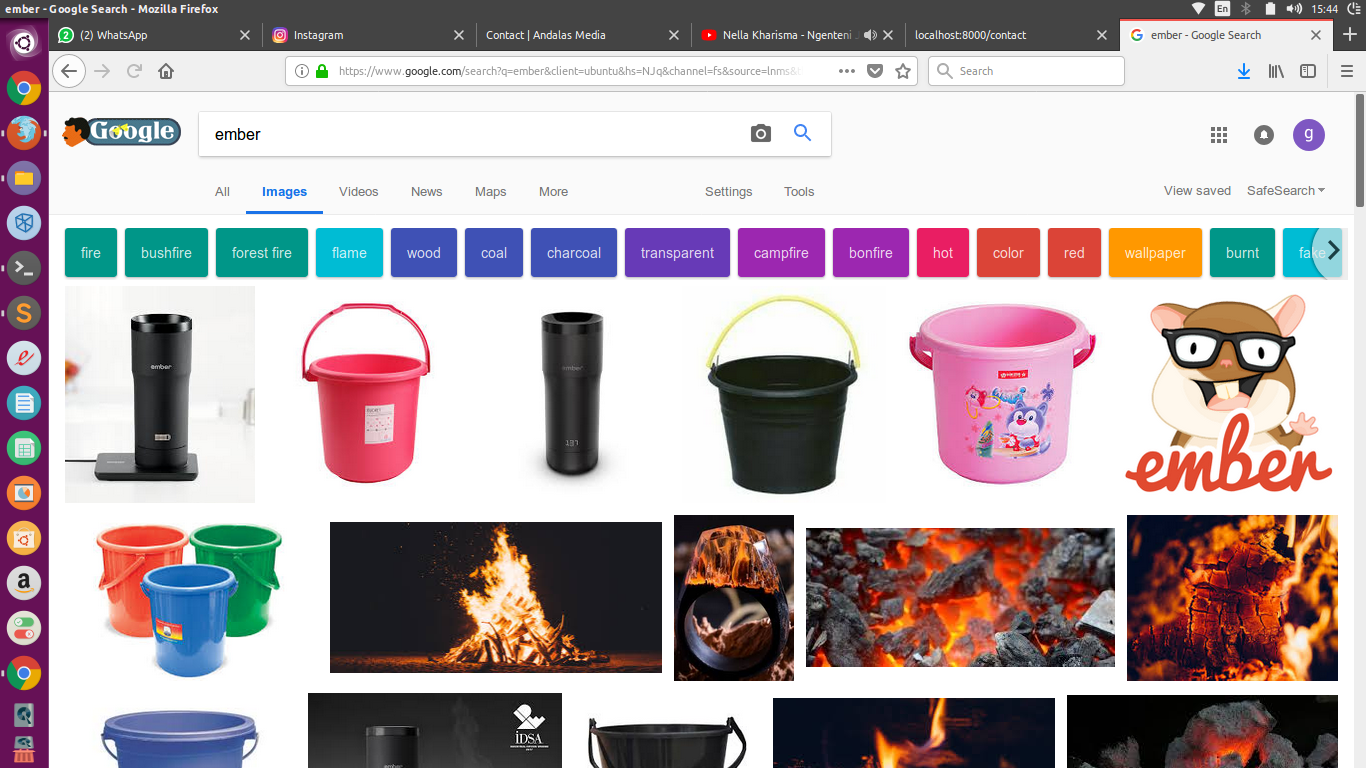 ember - Google Search - Mozilla Firefox
En
15:44
(2) WhatsApp
Instagram
Contact | Andalas Media
Nella Kharisma - Ngenteni
localhost:8000/contact
ember - Google Search
https://www.google.com/search?q=ember&client=ubuntu&hs=NJq&channel=fs&source=lnms&
Search
Google
ember
g
All
Images
Videos
News
Maps
More
Settings
Tools
View saved
SafeSearch
fire
bushfire
forest fire
flame
wood
coal
charcoal
transparent
campfire
bonfire
hot
color
red
wallpaper
burnt
fake
ember
ember
137
ember
IDSA
ember